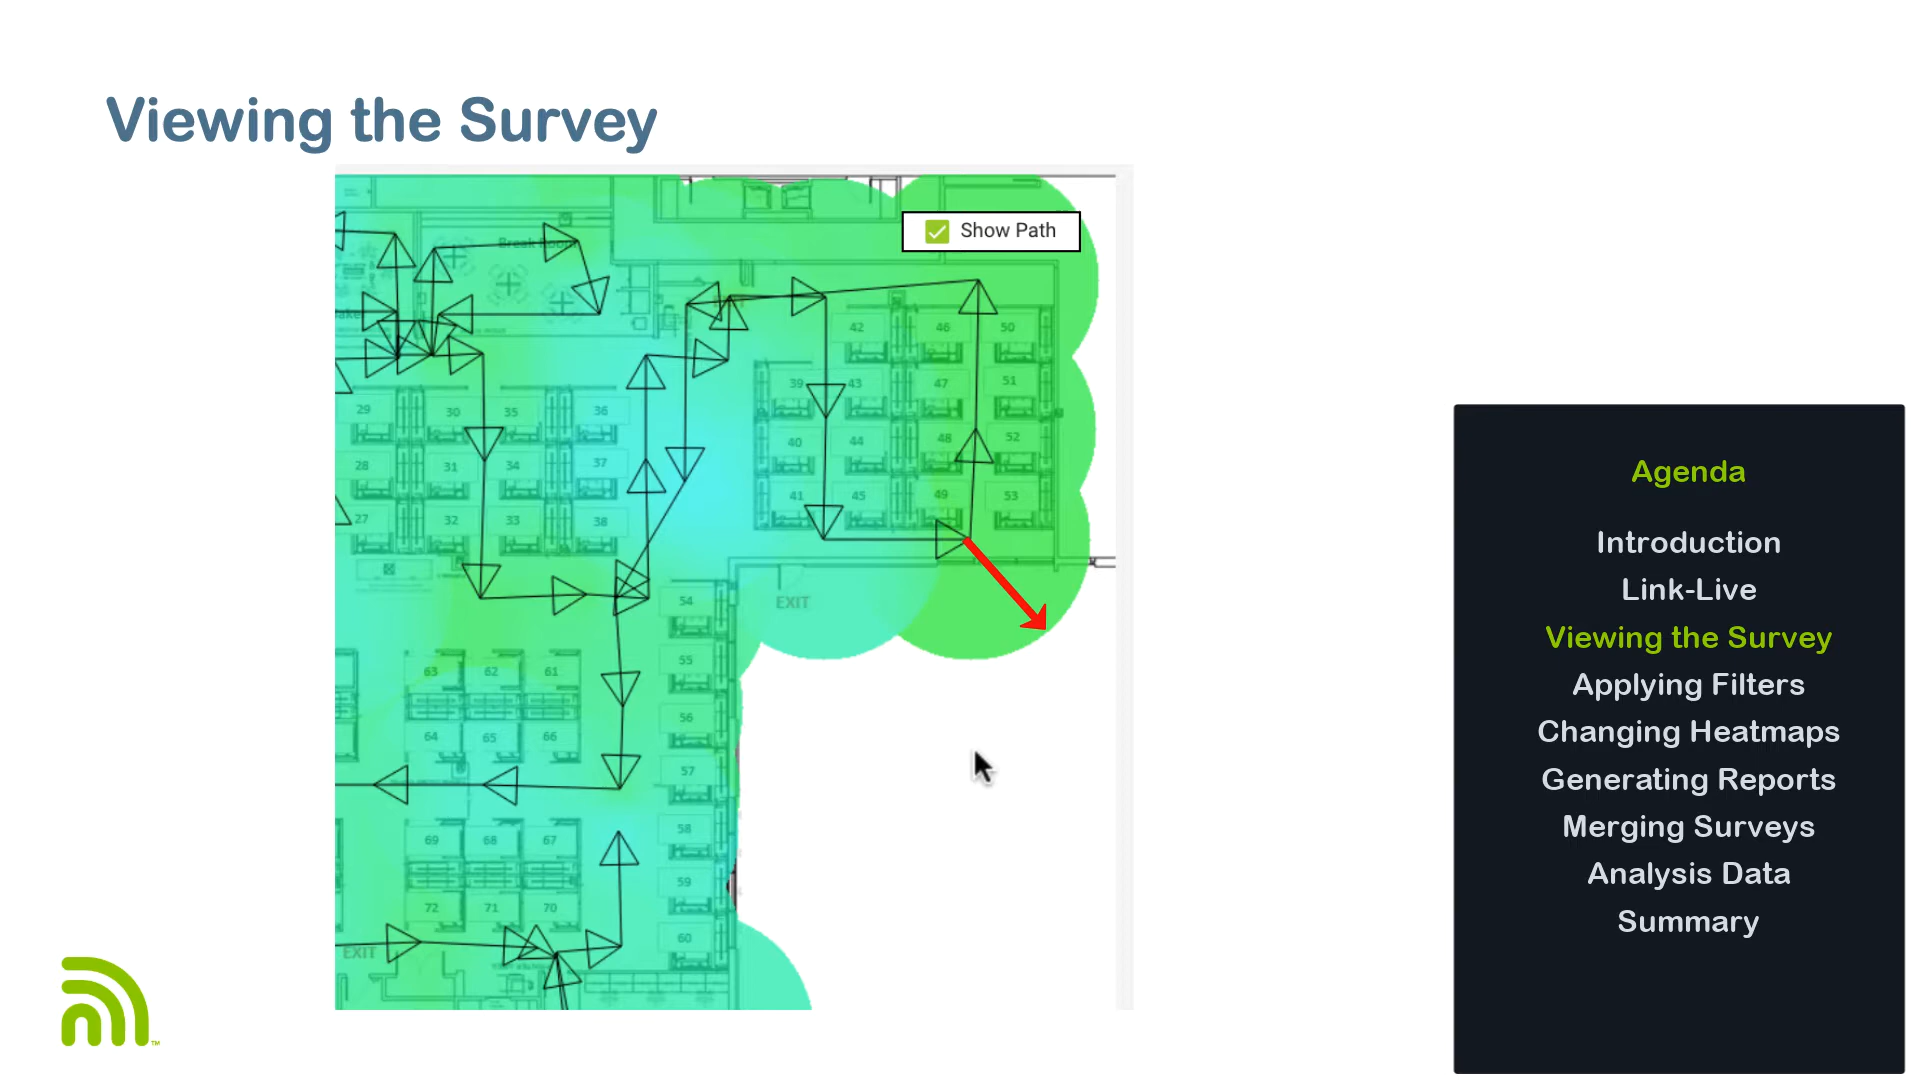 Viewing the Survey
Show Path
Break Room
42 46 50
39 43 47 51
29 30 35 36
40 44 48 52
28 31 34 37
41 45 49 53
27 32 33 38
EXIT
54
55
63 62 61
56
64 65 66
57
58
69 68 67
59
72 71 70
60
EXIT
Agenda
Introduction
Link-Live
Viewing the Survey
Applying Filters
Changing Heatmaps
Generating Reports
Merging Surveys
Analysis Data
Summary
TM